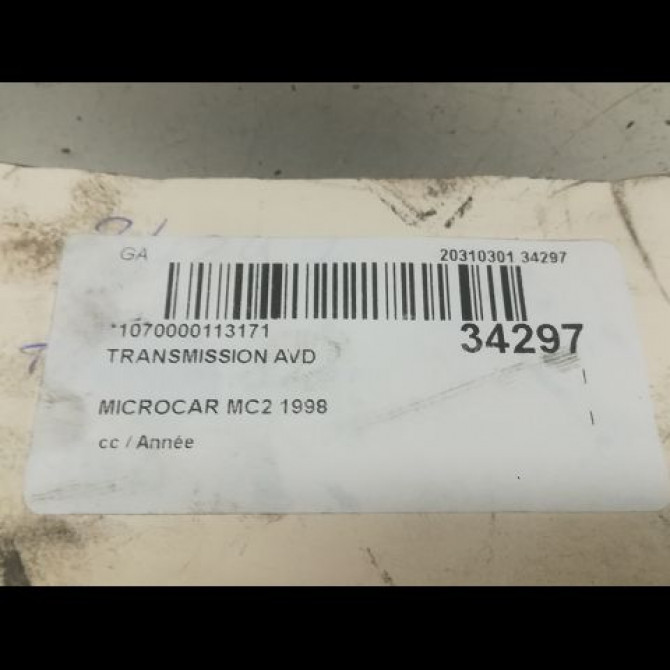 GA 20310301 34297
*1070000113171 34297
TRANSMISSION AVD
MICROCAR MC2 1998
cc / Année